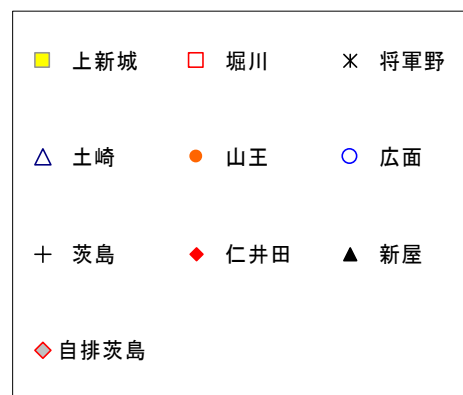 上新城 堀川 将軍野
土崎 山王 広面
茨島 仁井田 新屋
自排茨島